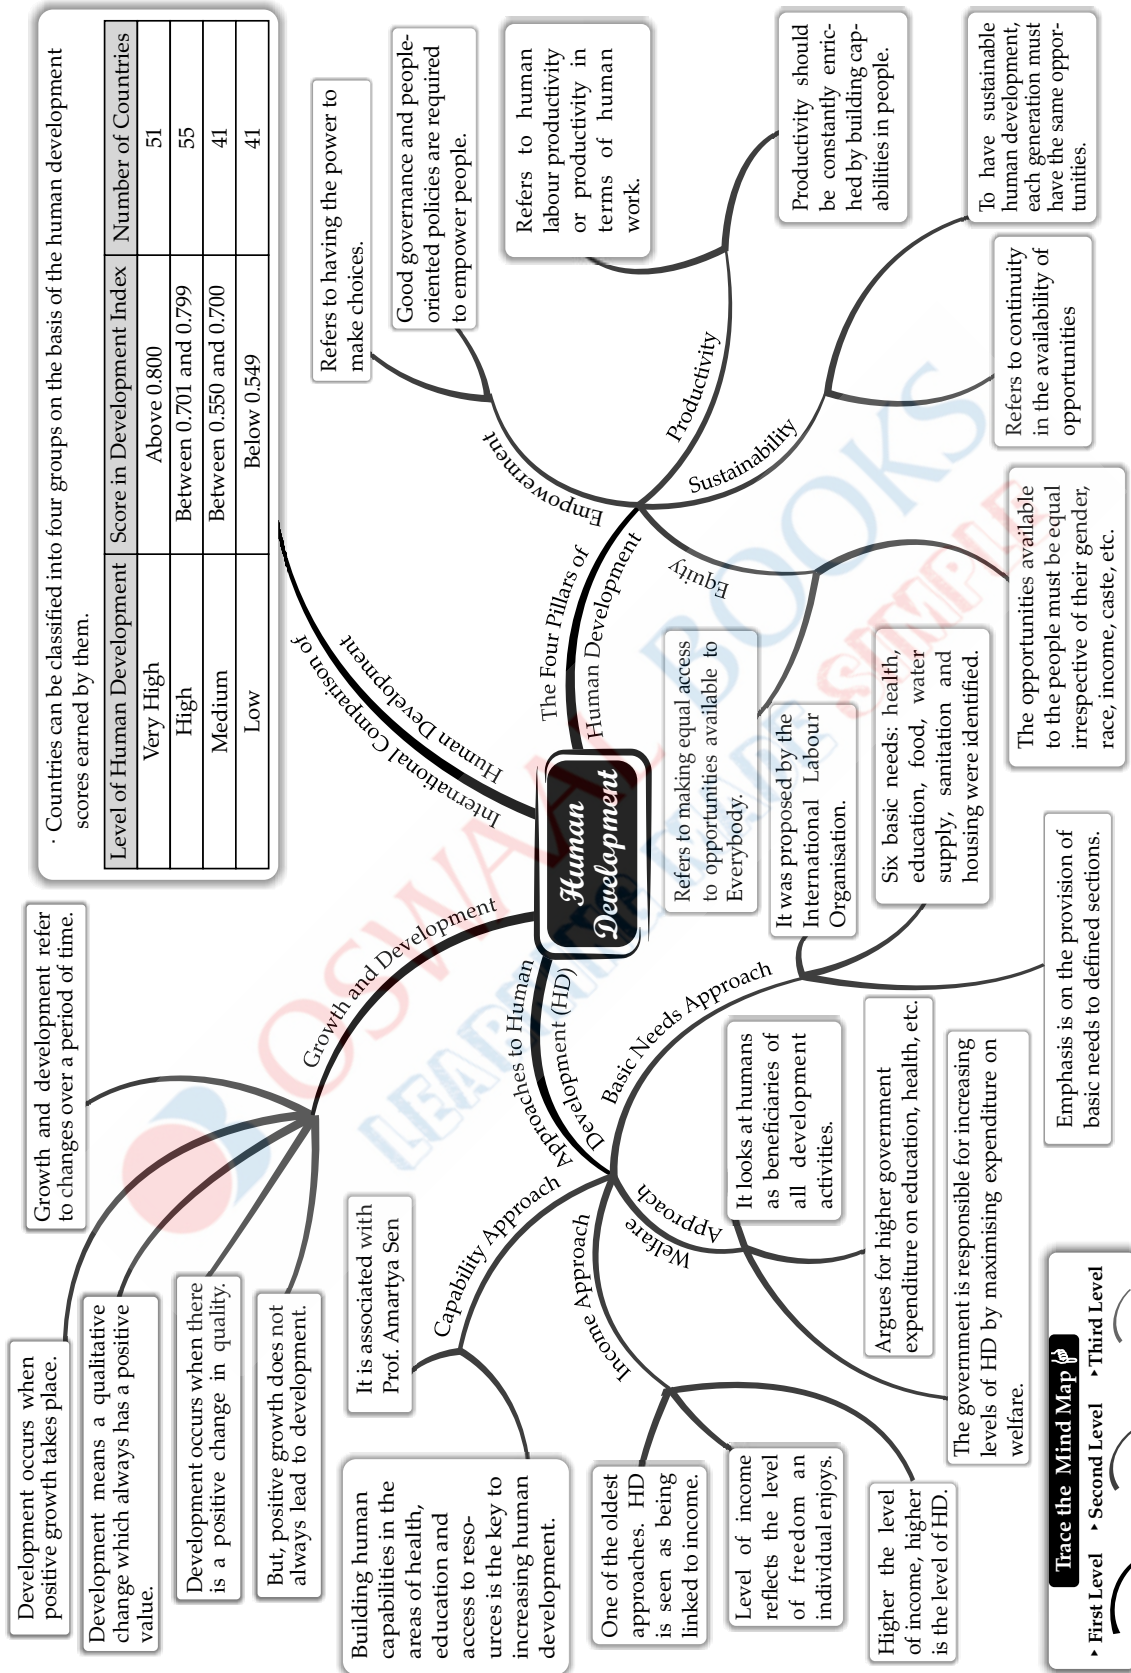 · Countries can be classified into four groups on the basis of the human development
scores earned by them.
Level of Human Development Score in Development Index Number of Countries
Very High Above 0.800 51
High Between 0.701 and 0.799 55
Medium Between 0.550 and 0.700 41
Low Below 0.549 41
International Comparison of
Human Development
Growth and development refer
to changes over a period of time.
Development occurs when
positive growth takes place.
Development means a qualitative
change which always has a positive
value.
Development occurs when there
is a positive change in quality.
But, positive growth does not
always lead to development.
Growth and Development
Refers to having the power to
make choices.
Good governance and people-
oriented policies are required
to empower people.
Empowerment
Refers to human
labour productivity
or productivity in
terms of human
work.
Productivity should
be constantly enric-
hed by building cap-
abilities in people.
Productivity
To have sustainable
human development,
each generation must
have the same oppor-
tunities.
Refers to continuity
in the availability of
opportunities
Sustainability
The Four Pillars of
Human Development
Equity
Refers to making equal access
to opportunities available to
Everybody.
The opportunities available
to the people must be equal
irrespective of their gender,
race, income, caste, etc.
Human
Development
Approaches to Human
Development (HD)
Capability Approach
It is associated with
Prof. Amartya Sen
Building human
capabilities in the
areas of health,
education and
access to reso-
urces is the key to
increasing human
development.
Income Approach
One of the oldest
approaches. HD
is seen as being
linked to income.
Level of income
reflects the level
of freedom an
individual enjoys.
Higher the level
of income, higher
is the level of HD.
Welfare
Approach
It looks at humans
as beneficiaries of
all development
activities.
Argues for higher government
expenditure on education, health, etc.
The government is responsible for increasing
levels of HD by maximising expenditure on
welfare.
Basic Needs Approach
It was proposed by the
International Labour
Organisation.
Six basic needs: health,
education, food, water
supply, sanitation and
housing were identified.
Emphasis is on the provision of
basic needs to defined sections.
Trace the Mind Map
First Level Second Level Third Level
OSWAAL BOOKS
LEARNING MADE SIMPLE